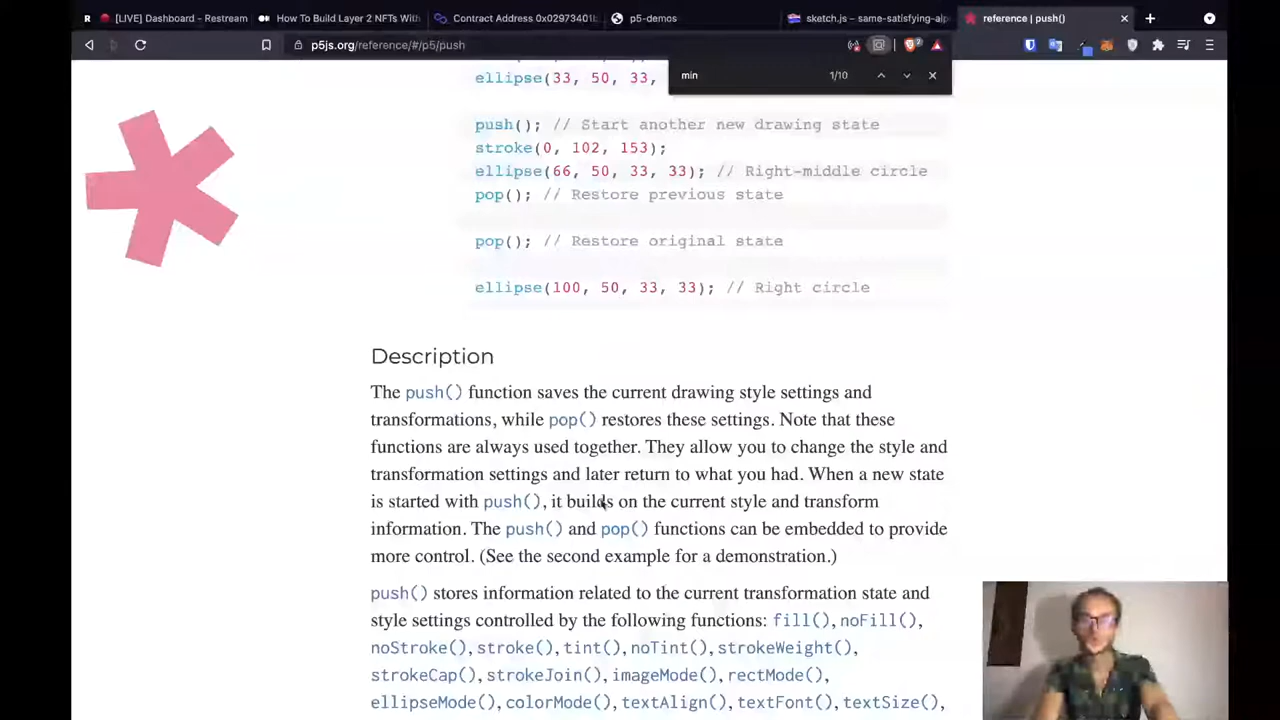 [LIVE] Dashboard - Restream
How To Build Layer 2 NFTs With
Contract Address 0x02973401
p5-demos
sketch.js – same-satisfying-alp
reference | push()
p5js.org/reference/#/p5/push
min 1/10
ellipse(33, 50, 33,
push(); // Start another new drawing state
stroke(0, 102, 153);
ellipse(66, 50, 33, 33); // Right-middle circle
pop(); // Restore previous state
pop(); // Restore original state
ellipse(100, 50, 33, 33); // Right circle
Description
The push() function saves the current drawing style settings and
transformations, while pop() restores these settings. Note that these
functions are always used together. They allow you to change the style and
transformation settings and later return to what you had. When a new state
is started with push(), it builds on the current style and transform
information. The push() and pop() functions can be embedded to provide
more control. (See the second example for a demonstration.)
push() stores information related to the current transformation state and
style settings controlled by the following functions: fill(), noFill(),
noStroke(), stroke(), tint(), noTint(), strokeWeight(),
strokeCap(), strokeJoin(), imageMode(), rectMode(),
ellipseMode(), colorMode(), textAlign(), textFont(), textSize(),